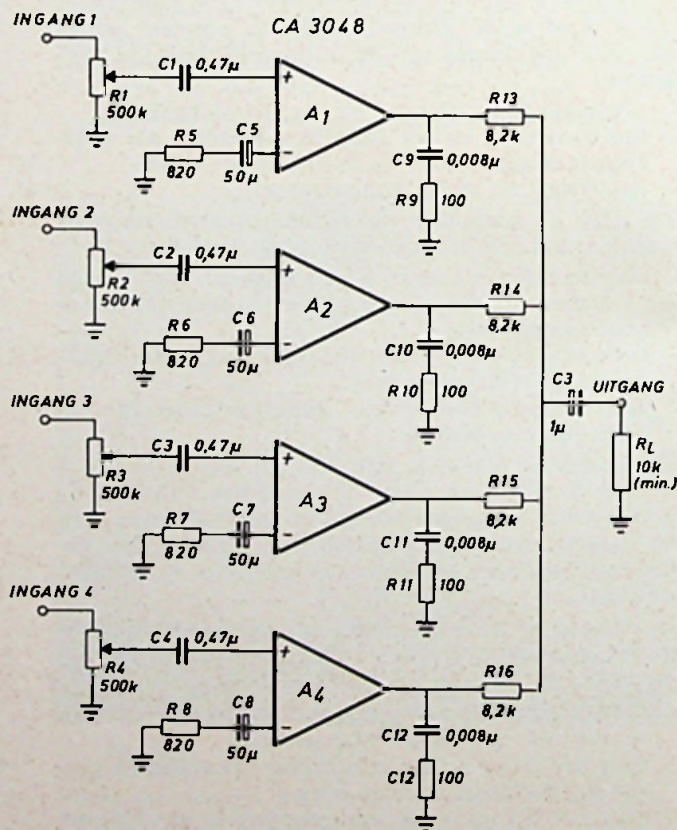 INGANG 1
CA 3048
C1 0,47µ
R1
500k
+
A1
R5
820
C5
50µ
−
R13
8,2k
C9 0,008µ
R9 100
INGANG 2
C2 0,47µ
R2
500k
+
A2
R6
820
C6
50µ
−
R14
8,2k
C10 0,008µ
R10 100
C3 UITGANG
1µ
RL
10k
(min.)
INGANG 3
C3 0,47µ
R3
500k
+
A3
R7
820
C7
50µ
−
R15
8,2k
C11 0,008µ
R11 100
INGANG 4
C4 0,47µ
R4
500k
+
A4
R8
820
C8
50µ
−
R16
8,2k
C12 0,008µ
C12 100